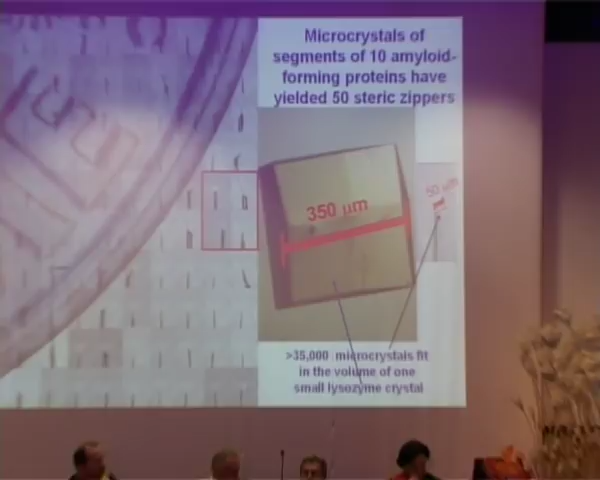 Microcrystals of
segments of 10 amyloid-
forming proteins have
yielded 50 steric zippers
350 µm
50 µm
>35,000 microcrystals fit
in the volume of one
small lysozyme crystal